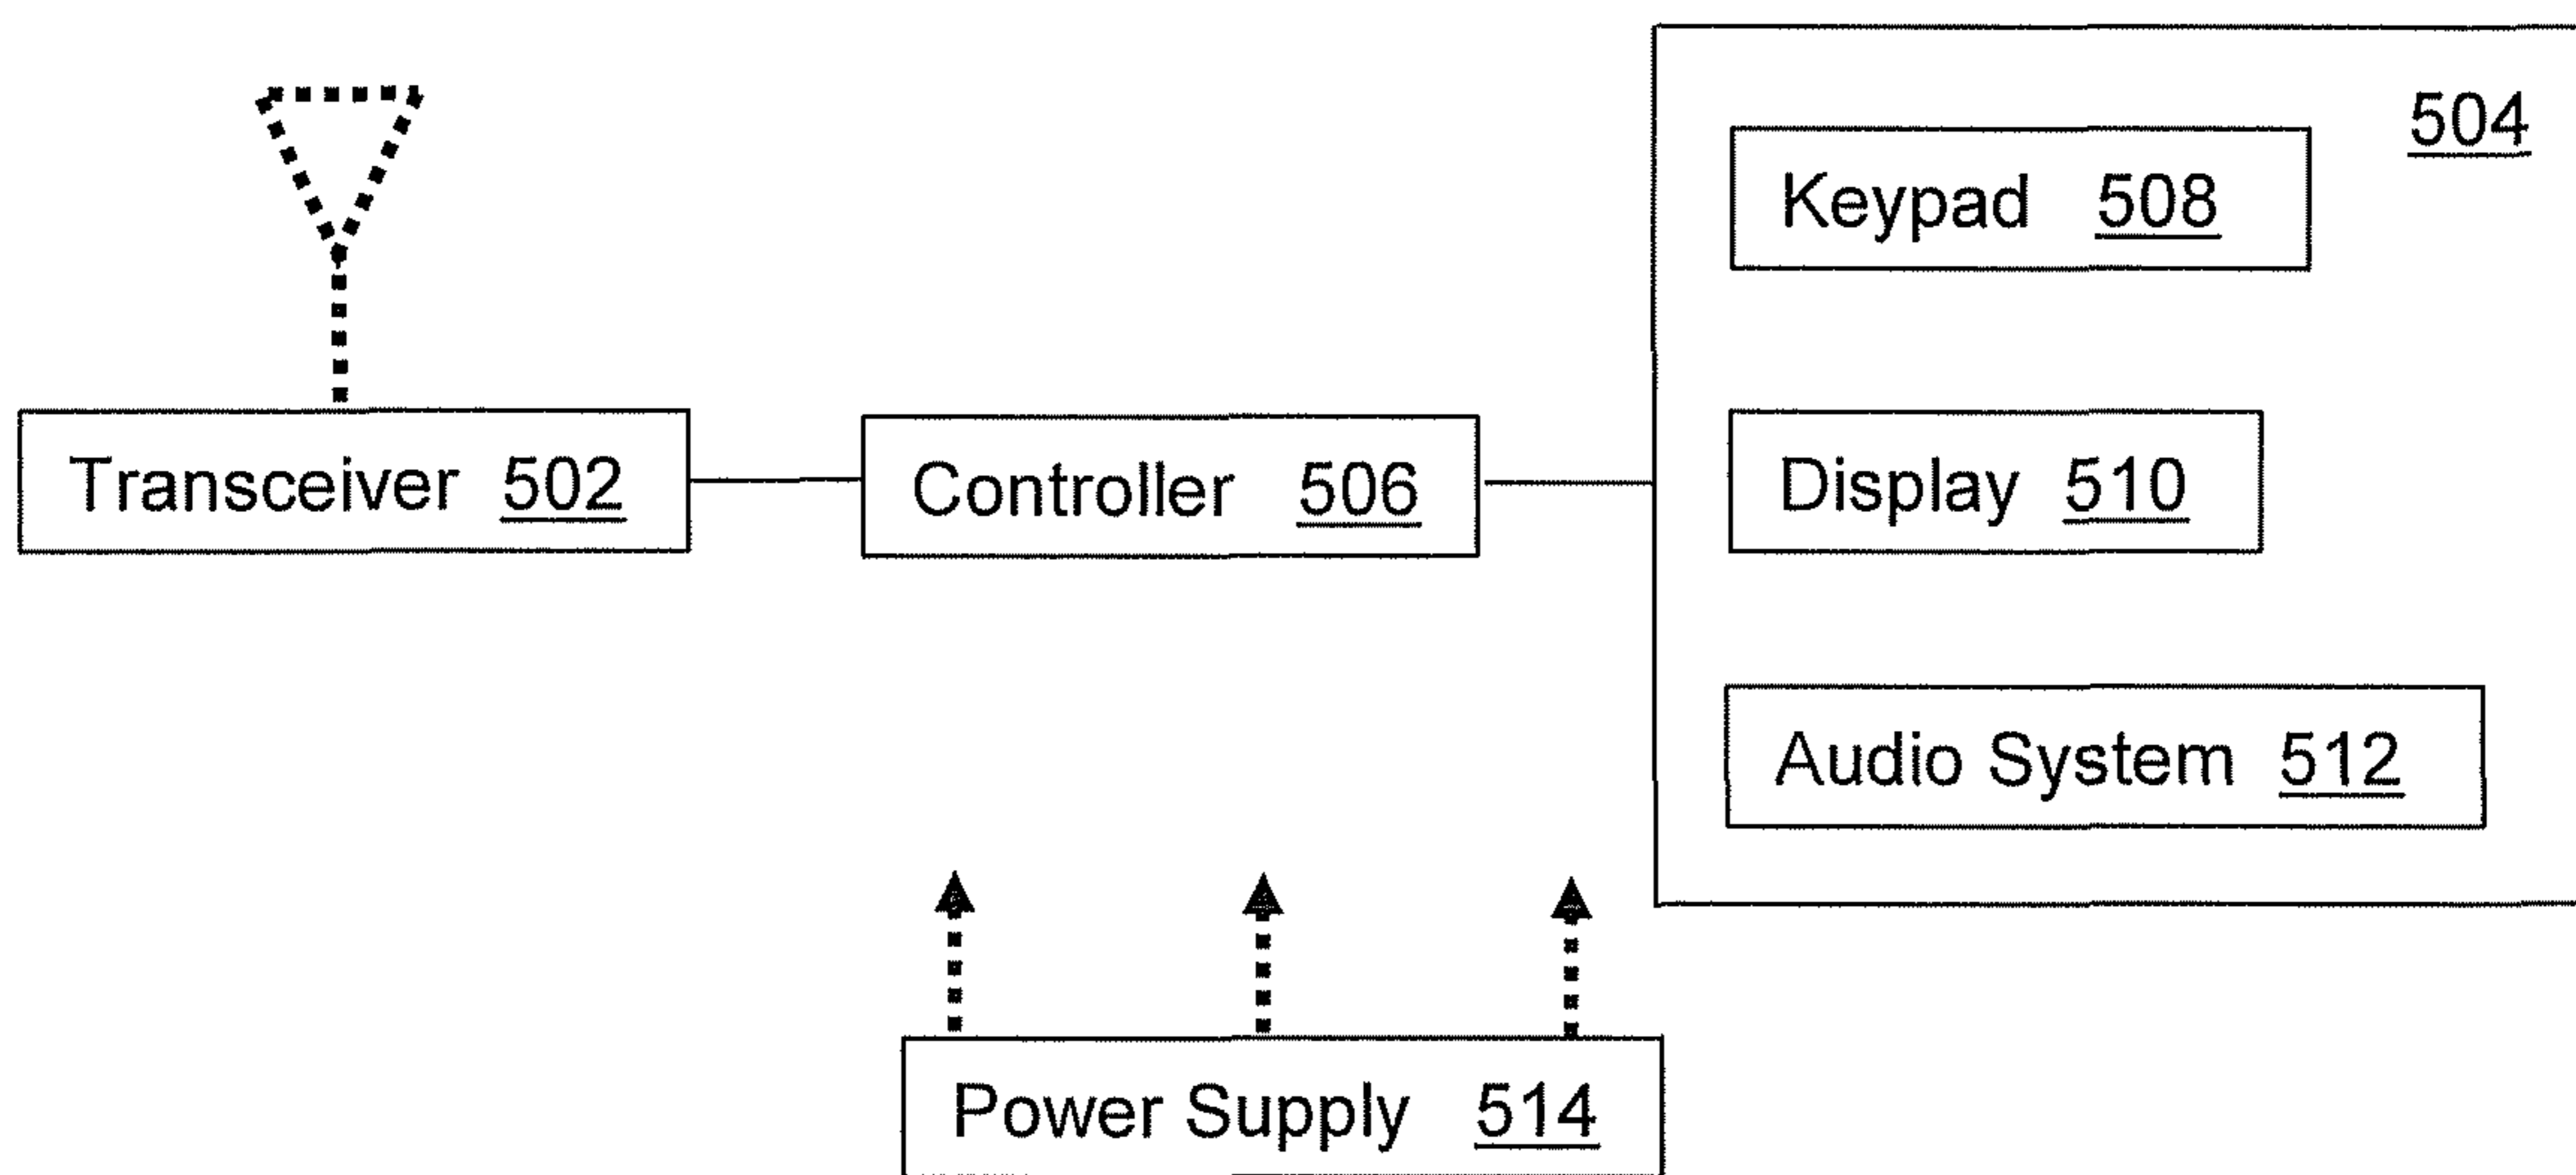 504
Keypad 508
Transceiver 502
Controller 506
Display 510
Audio System 512
Power Supply 514